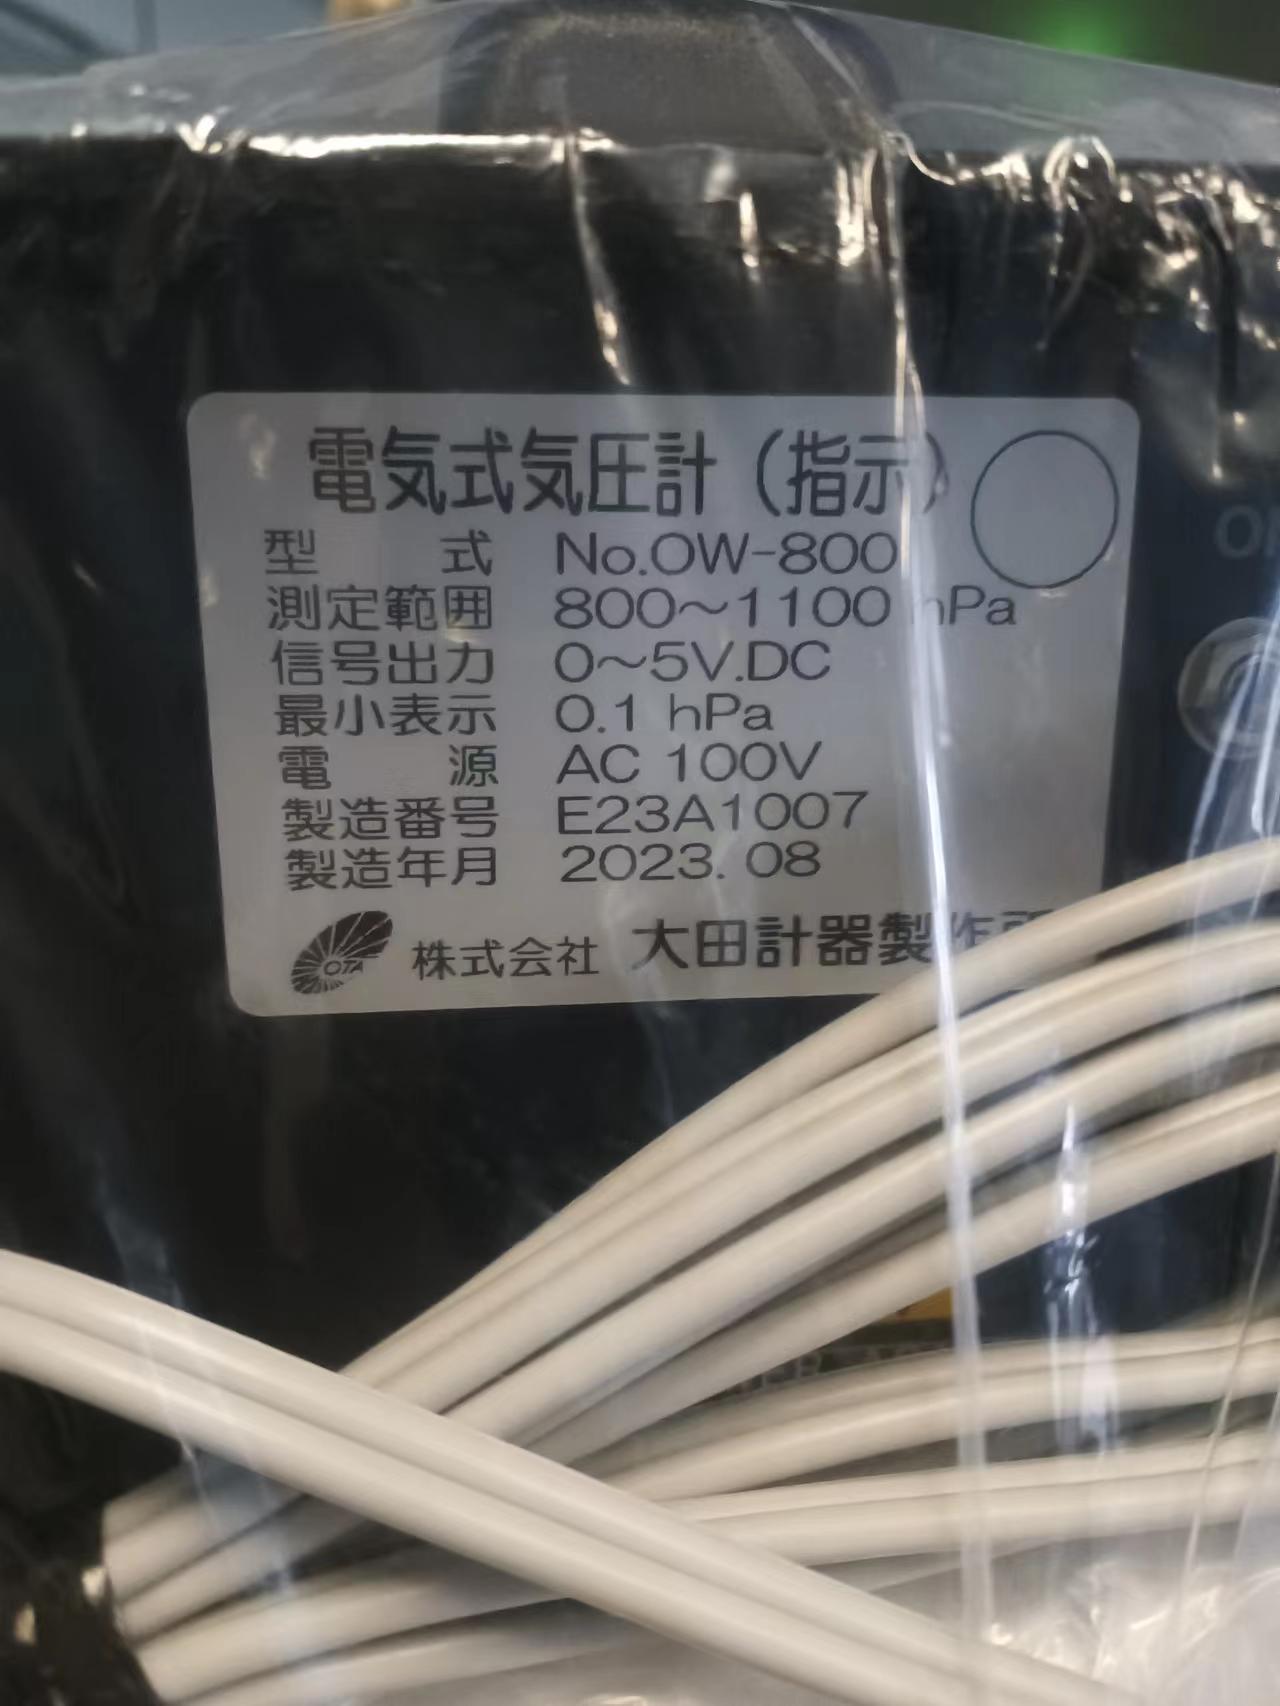 電気式気圧計（指示）
型 式 No.OW-800
測定範囲 800～1100 hPa
信号出力 0～5V.DC
最小表示 0.1 hPa
電 源 AC 100V
製造番号 E23A1007
製造年月 2023. 08
OTA 株式会社 大田計器製作所